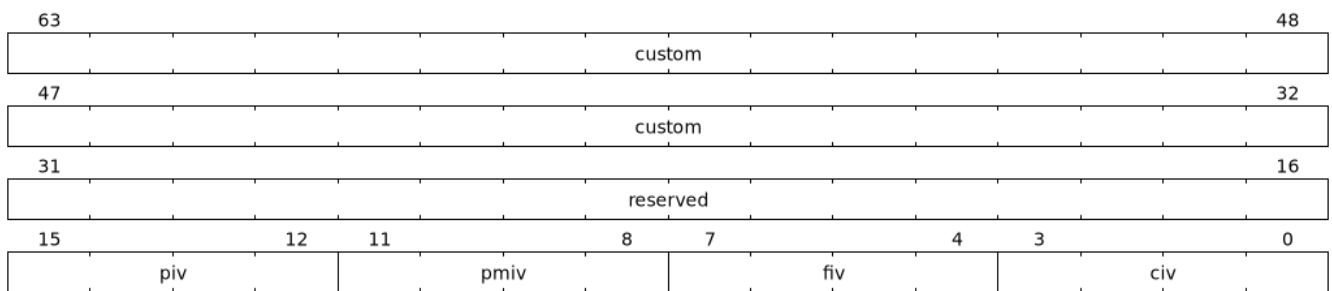 63 48
custom
47 32
custom
31 16
reserved
15 12 11 8 7 4 3 0
piv pmiv fiv civ